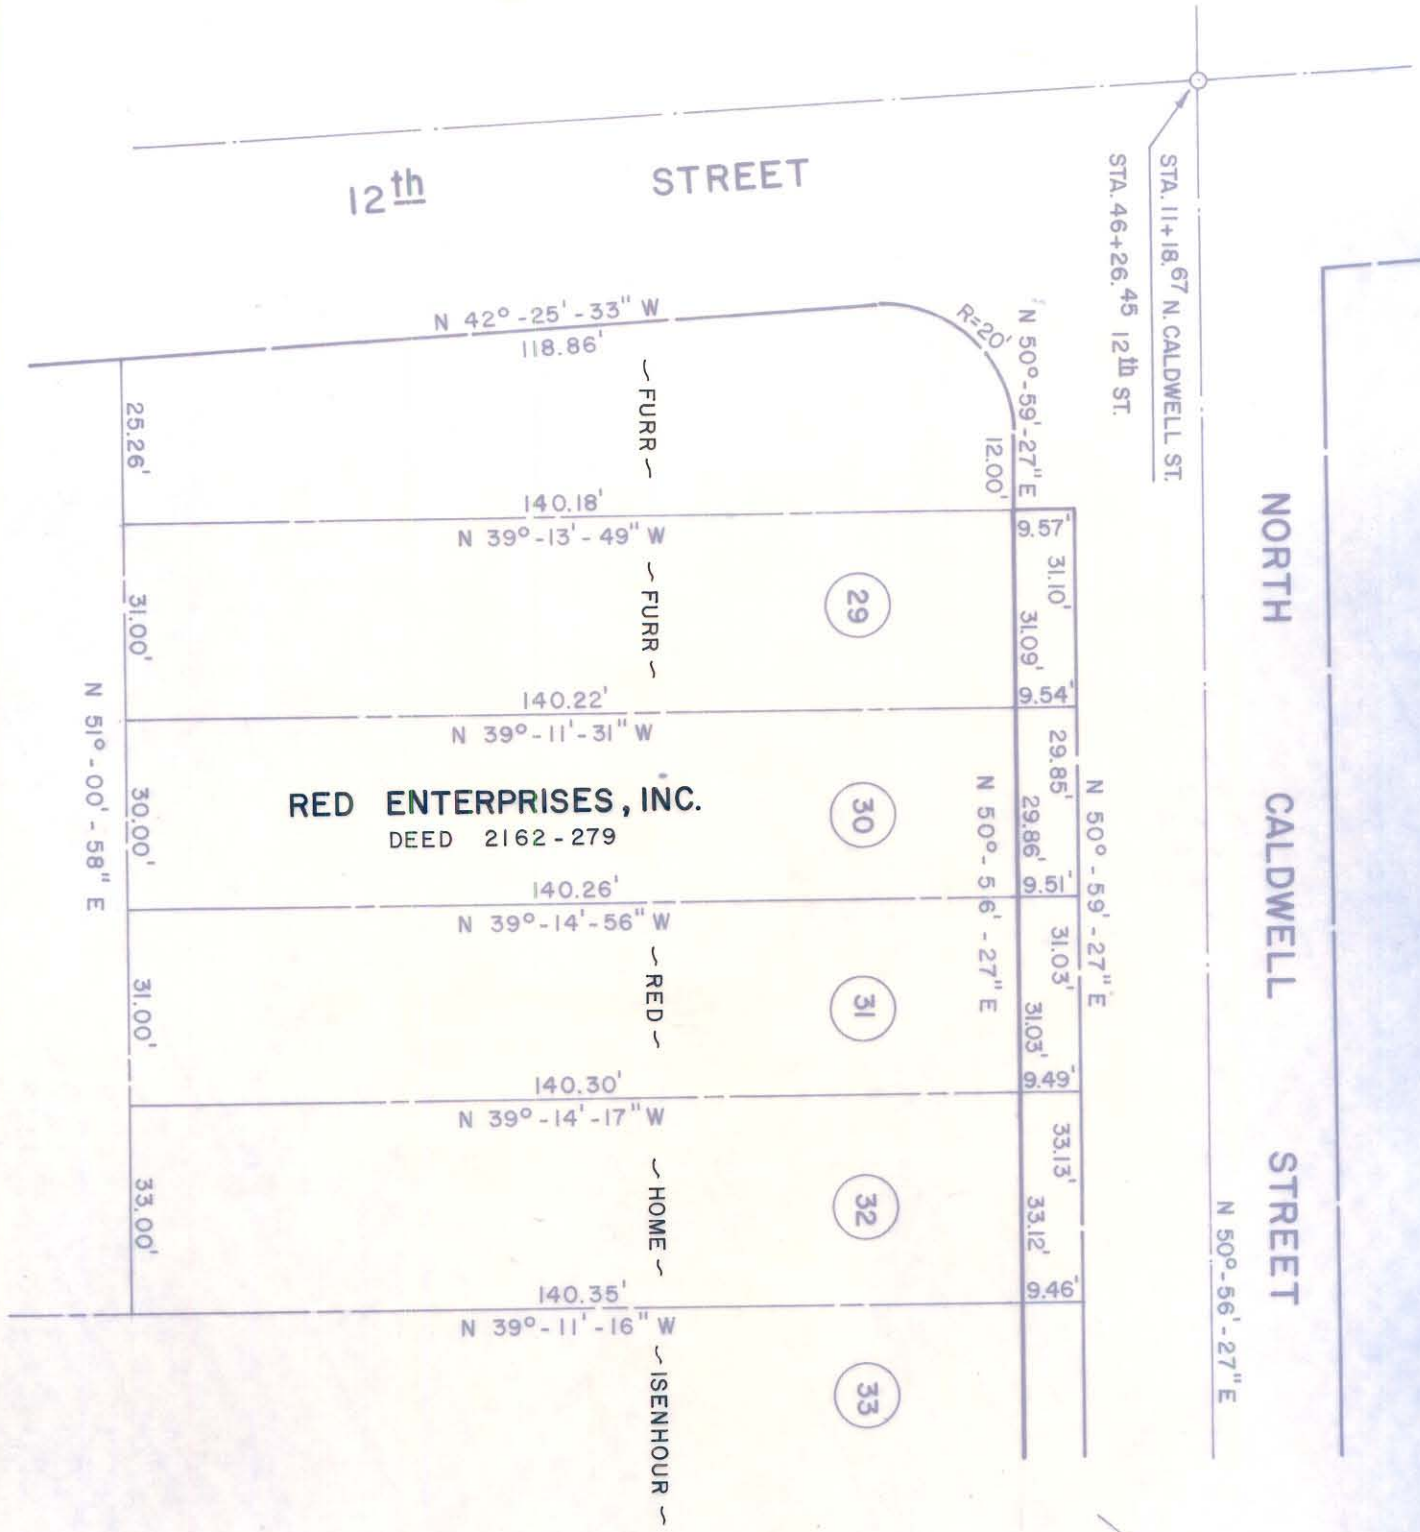 12th STREET
STA. 11+18.67 N. CALDWELL ST.
STA. 46+26.45 12th ST.
N 42°-25'-33" W
118.86'
R=20'
N 50°-59'-27" E
12.00'
~ FURR ~
25.26'
140.18'
N 39°-13'-49" W
9.57'
31.10'
31.09'
29
~ FURR ~
31.00'
140.22'
N 39°-11'-31" W
9.54'
29.85'
29.86'
30
RED ENTERPRISES, INC.
DEED 2162-279
30.00'
N 51°-00'-58" E
N 50°-56'-27" E
N 50°-59'-27" E
140.26'
N 39°-14'-56" W
9.51'
31.03'
31.03'
31
~ RED ~
31.00'
140.30'
N 39°-14'-17" W
9.49'
33.13'
33.12'
32
~ HOME ~
33.00'
140.35'
N 39°-11'-16" W
9.46'
33
~ ISENHOUR ~
NORTH CALDWELL STREET
N 50°-56'-27" E